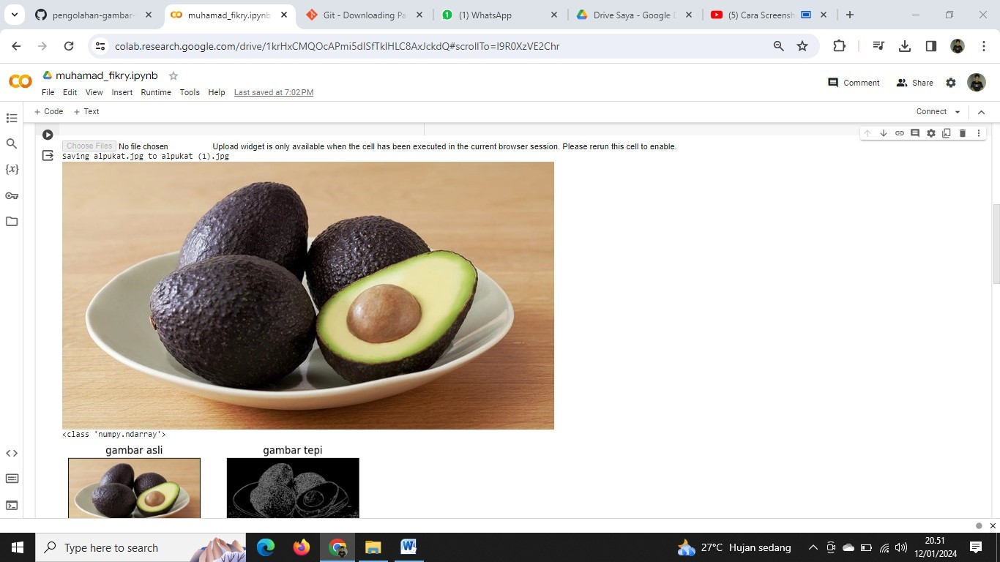 pengolahan-gambar-
muhamad_fikry.ipynb
Git - Downloading Pa
(1) WhatsApp
Drive Saya - Google D
(5) Cara Screensh
colab.research.google.com/drive/1krHxCMQOcAPmi5dISfTkIHLC8AxJckdQ#scrollTo=I9R0XzVE2Chr
CO
muhamad_fikry.ipynb
Comment
Share
File Edit View Insert Runtime Tools Help Last saved at 7:02 PM
+ Code + Text
Connect
Choose Files No file chosen Upload widget is only available when the cell has been executed in the current browser session. Please rerun this cell to enable.
Saving alpukat.jpg to alpukat (1).jpg
{x}
<class 'numpy.ndarray'>
gambar asli gambar tepi
Type here to search
27°C Hujan sedang
20.51
12/01/2024